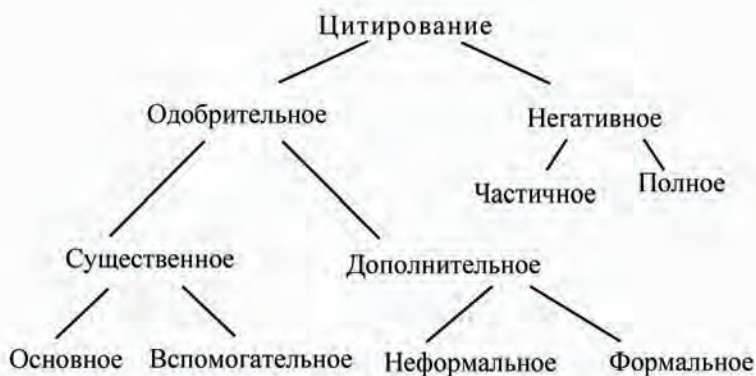 Цитирование
Одобрительное Негативное
Частичное Полное
Существенное Дополнительное
Основное Вспомогательное Неформальное Формальное